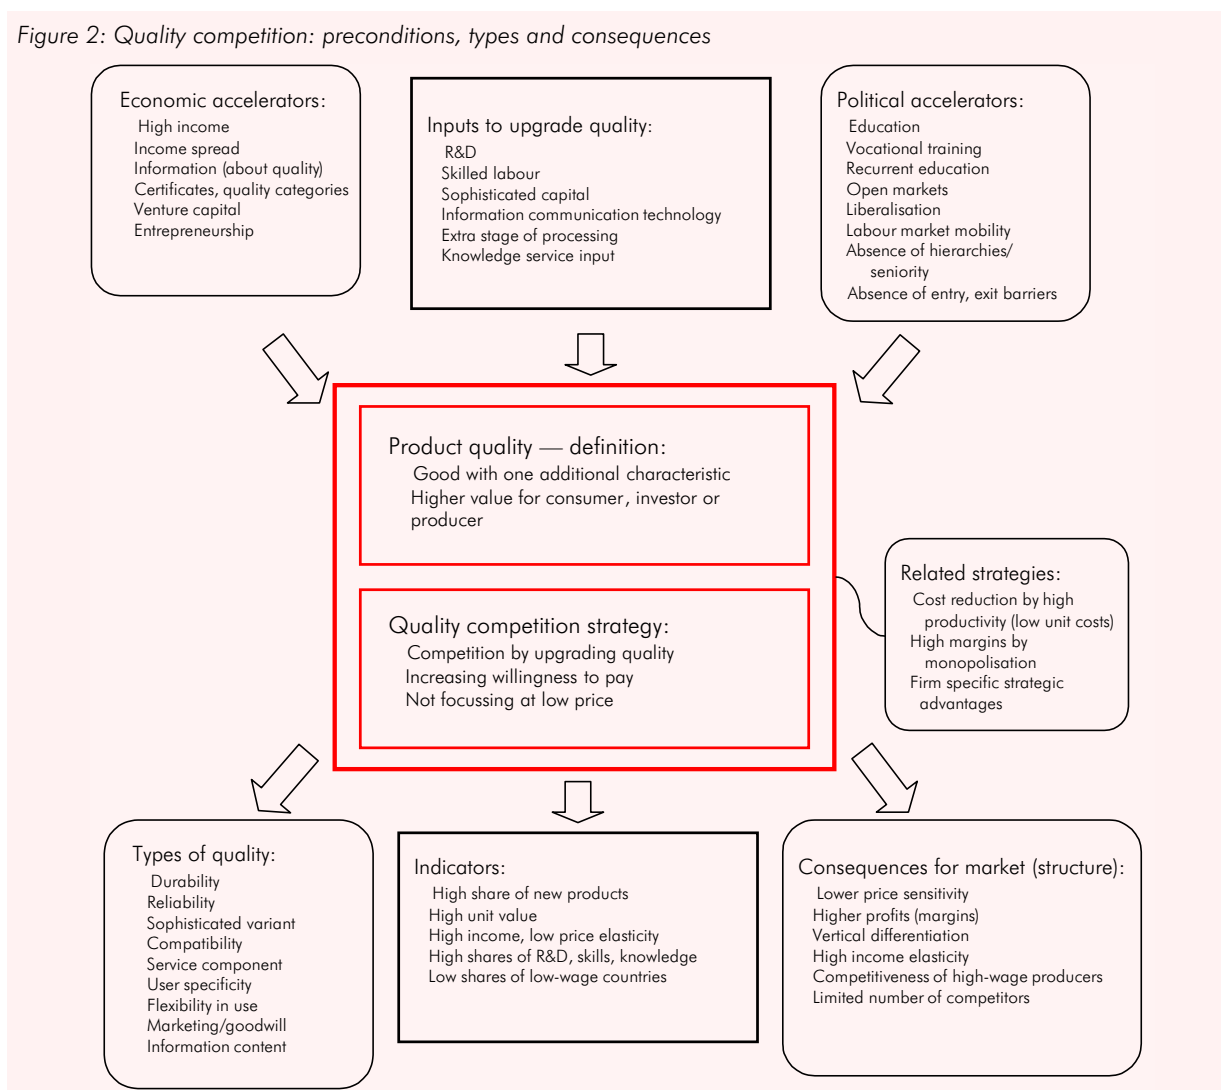 Figure 2: Quality competition: preconditions, types and consequences
Economic accelerators:
High income
Income spread
Information (about quality)
Certificates, quality categories
Venture capital
Entrepreneurship
Inputs to upgrade quality:
R&D
Skilled labour
Sophisticated capital
Information communication technology
Extra stage of processing
Knowledge service input
Political accelerators:
Education
Vocational training
Recurrent education
Open markets
Liberalisation
Labour market mobility
Absence of hierarchies/
seniority
Absence of entry, exit barriers
Product quality — definition:
Good with one additional characteristic
Higher value for consumer, investor or
producer
Quality competition strategy:
Competition by upgrading quality
Increasing willingness to pay
Not focussing at low price
Related strategies:
Cost reduction by high
productivity (low unit costs)
High margins by
monopolisation
Firm specific strategic
advantages
Types of quality:
Durability
Reliability
Sophisticated variant
Compatibility
Service component
User specificity
Flexibility in use
Marketing/goodwill
Information content
Indicators:
High share of new products
High unit value
High income, low price elasticity
High shares of R&D, skills, knowledge
Low shares of low-wage countries
Consequences for market (structure):
Lower price sensitivity
Higher profits (margins)
Vertical differentiation
High income elasticity
Competitiveness of high-wage producers
Limited number of competitors